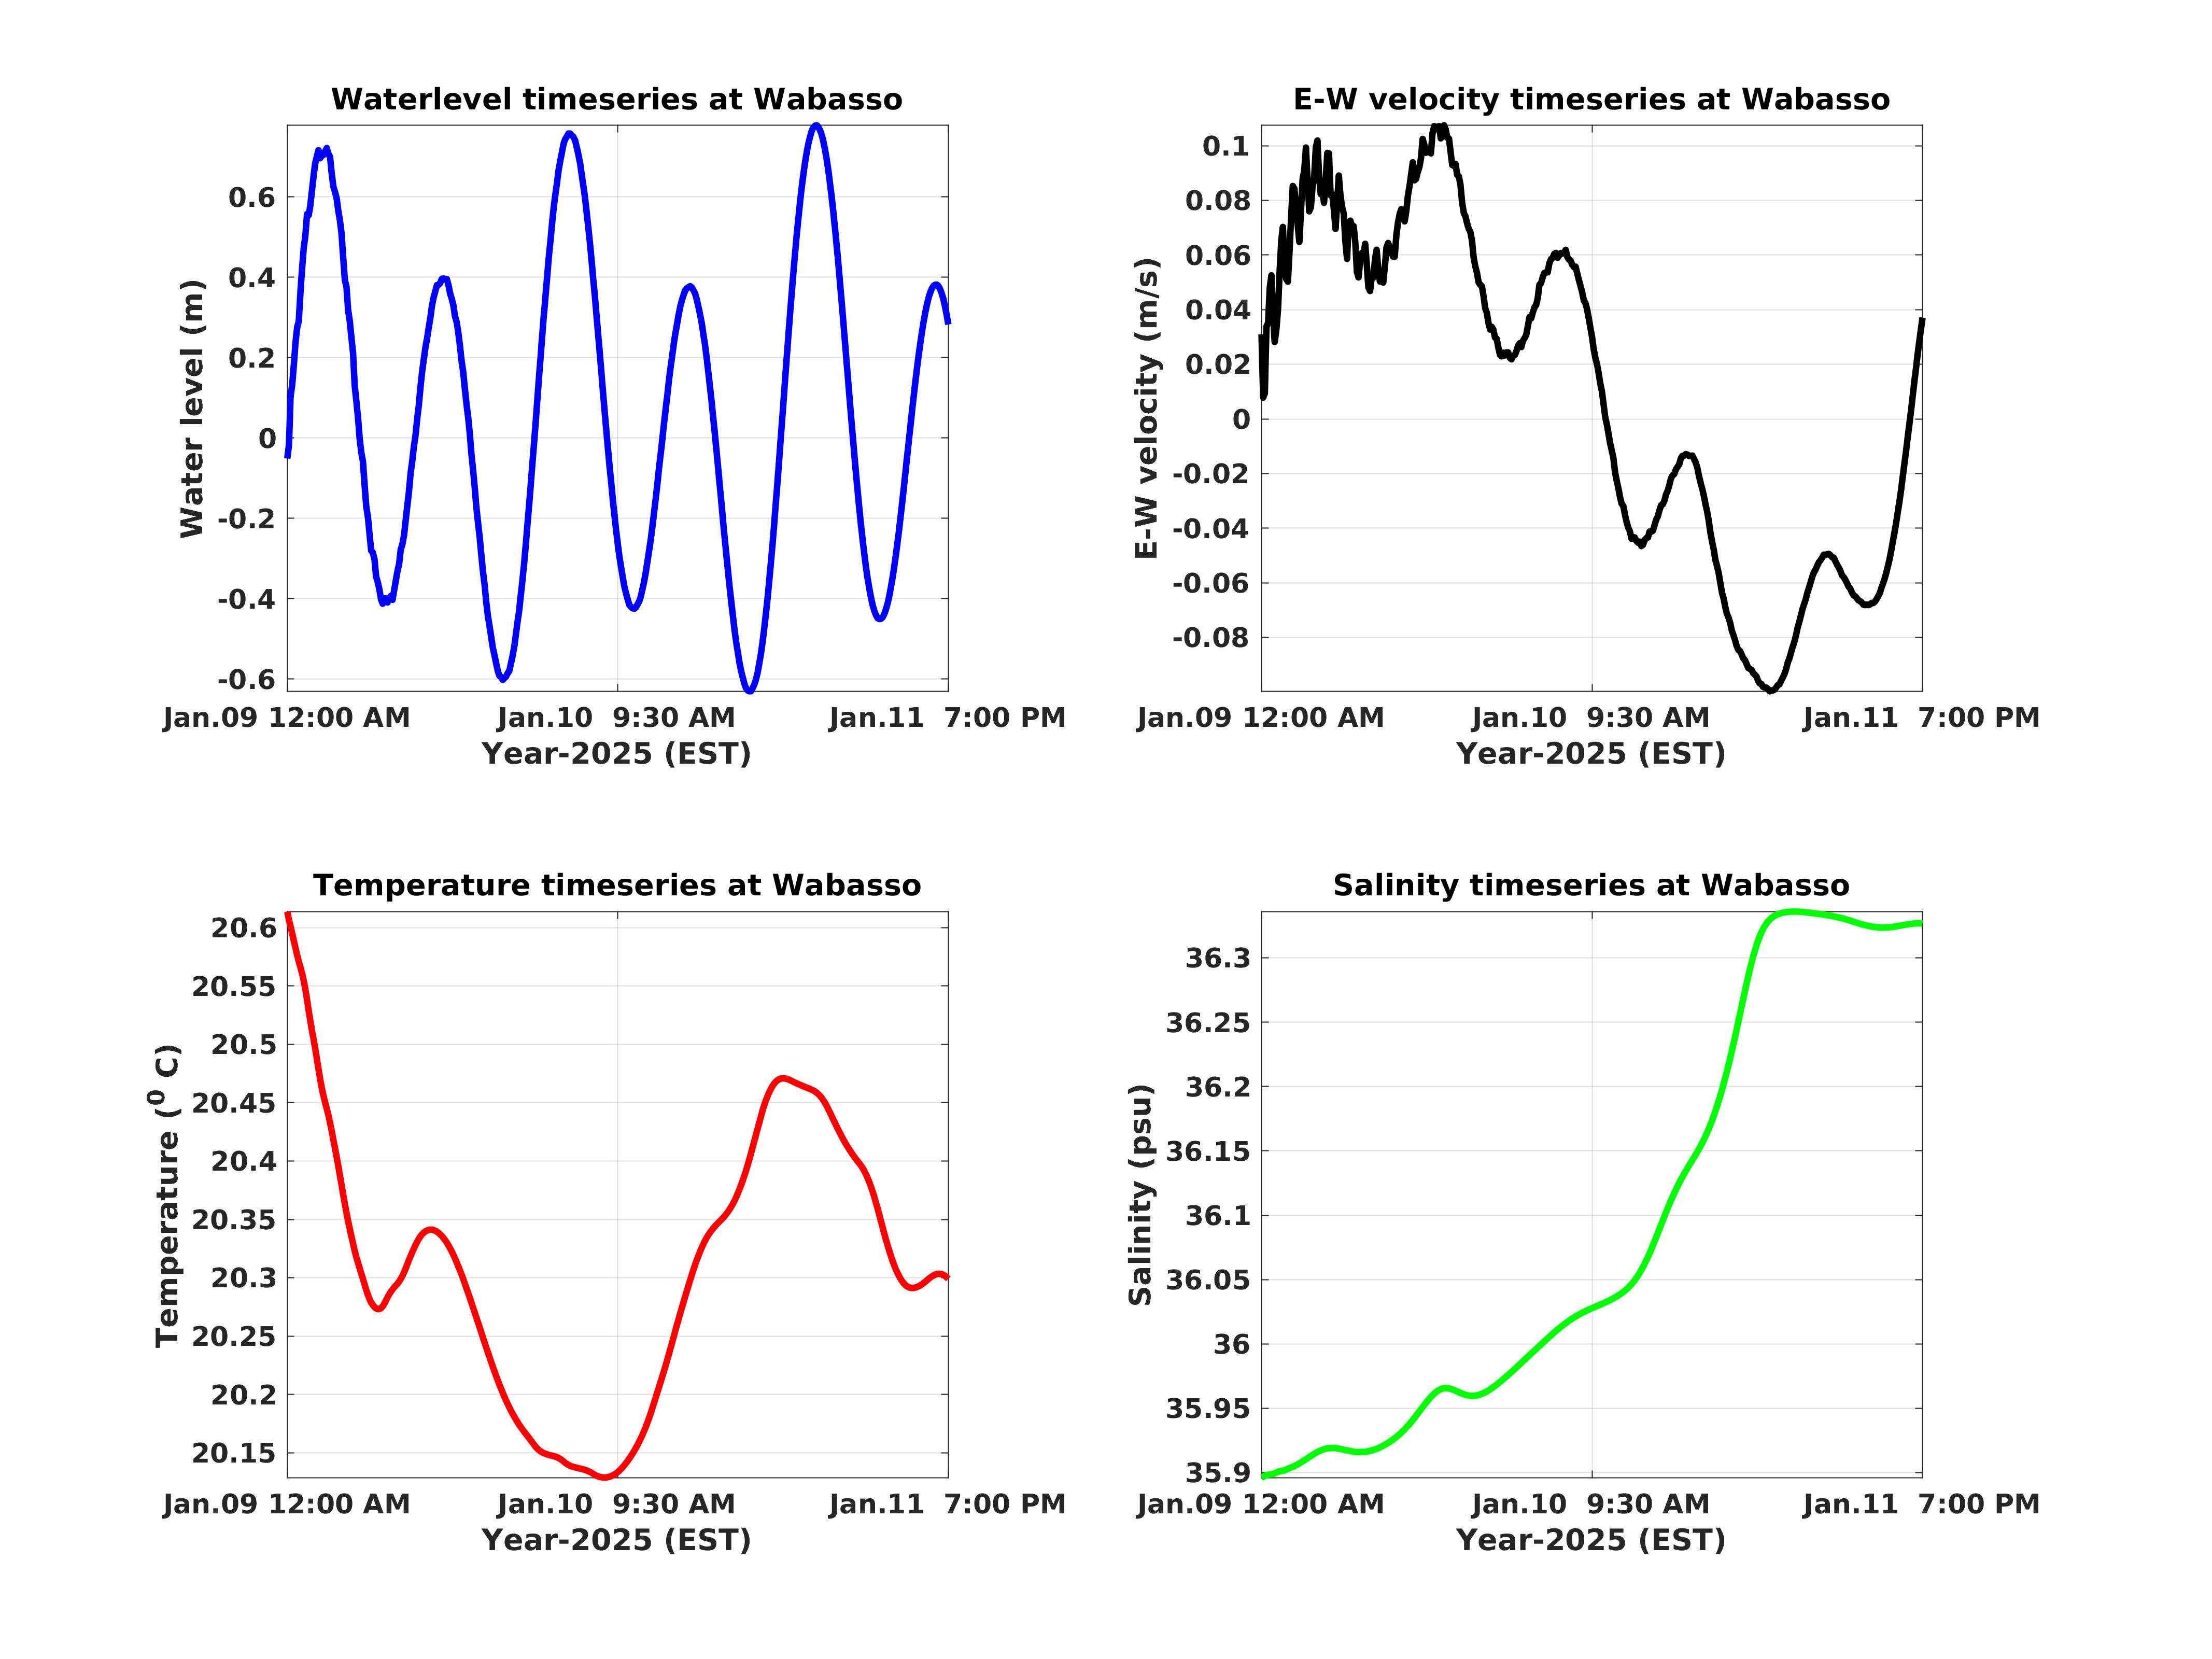 Waterlevel timeseries at Wabasso
Water level (m)
0.6
0.4
0.2
0
-0.2
-0.4
-0.6
Jan.09 12:00 AM Jan.10 9:30 AM Jan.11 7:00 PM
Year-2025 (EST)
E-W velocity timeseries at Wabasso
E-W velocity (m/s)
0.1
0.08
0.06
0.04
0.02
0
-0.02
-0.04
-0.06
-0.08
Jan.09 12:00 AM Jan.10 9:30 AM Jan.11 7:00 PM
Year-2025 (EST)
Temperature timeseries at Wabasso
Temperature (⁰ C)
20.6
20.55
20.5
20.45
20.4
20.35
20.3
20.25
20.2
20.15
Jan.09 12:00 AM Jan.10 9:30 AM Jan.11 7:00 PM
Year-2025 (EST)
Salinity timeseries at Wabasso
Salinity (psu)
36.3
36.25
36.2
36.15
36.1
36.05
36
35.95
35.9
Jan.09 12:00 AM Jan.10 9:30 AM Jan.11 7:00 PM
Year-2025 (EST)